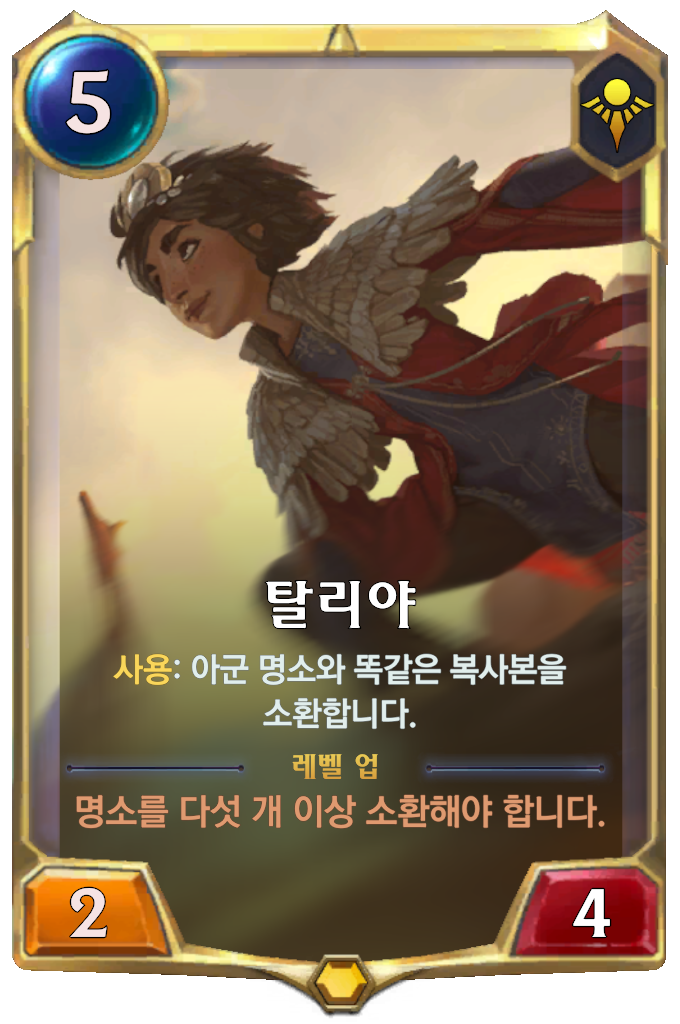 5
탈리야
사용: 아군 명소와 똑같은 복사본을
소환합니다.
레벨 업
명소를 다섯 개 이상 소환해야 합니다.
2
4